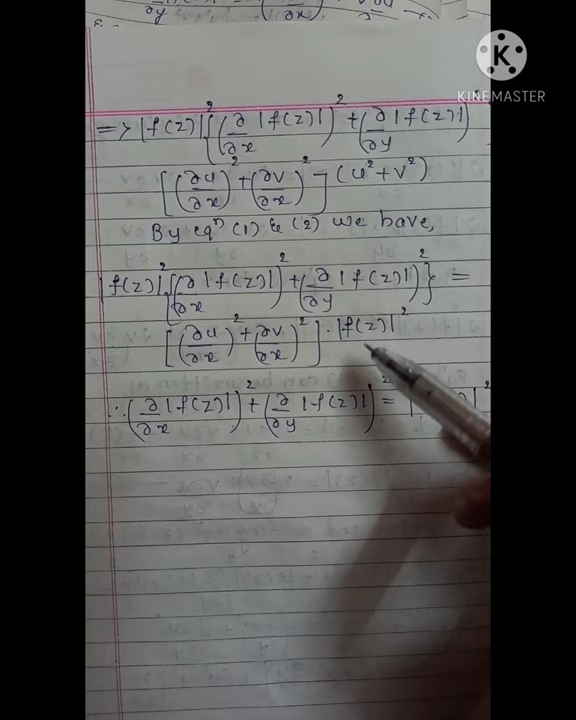 KINEMASTER
=> |f(z)|²{(∂/∂x |f(z)|)² + (∂/∂y |f(z)|)
[(∂u/∂x)² + (∂v/∂x)²] (u² + v²)
By eqⁿ (1) & (2) we have,
|f(z)|²{(∂/∂x |f(z)|)² + (∂/∂y |f(z)|)²} =
[(∂u/∂x)² + (∂v/∂x)²] · |f(z)|²
∴ (∂/∂x |f(z)|)² + (∂/∂y |f(z)|)² = |